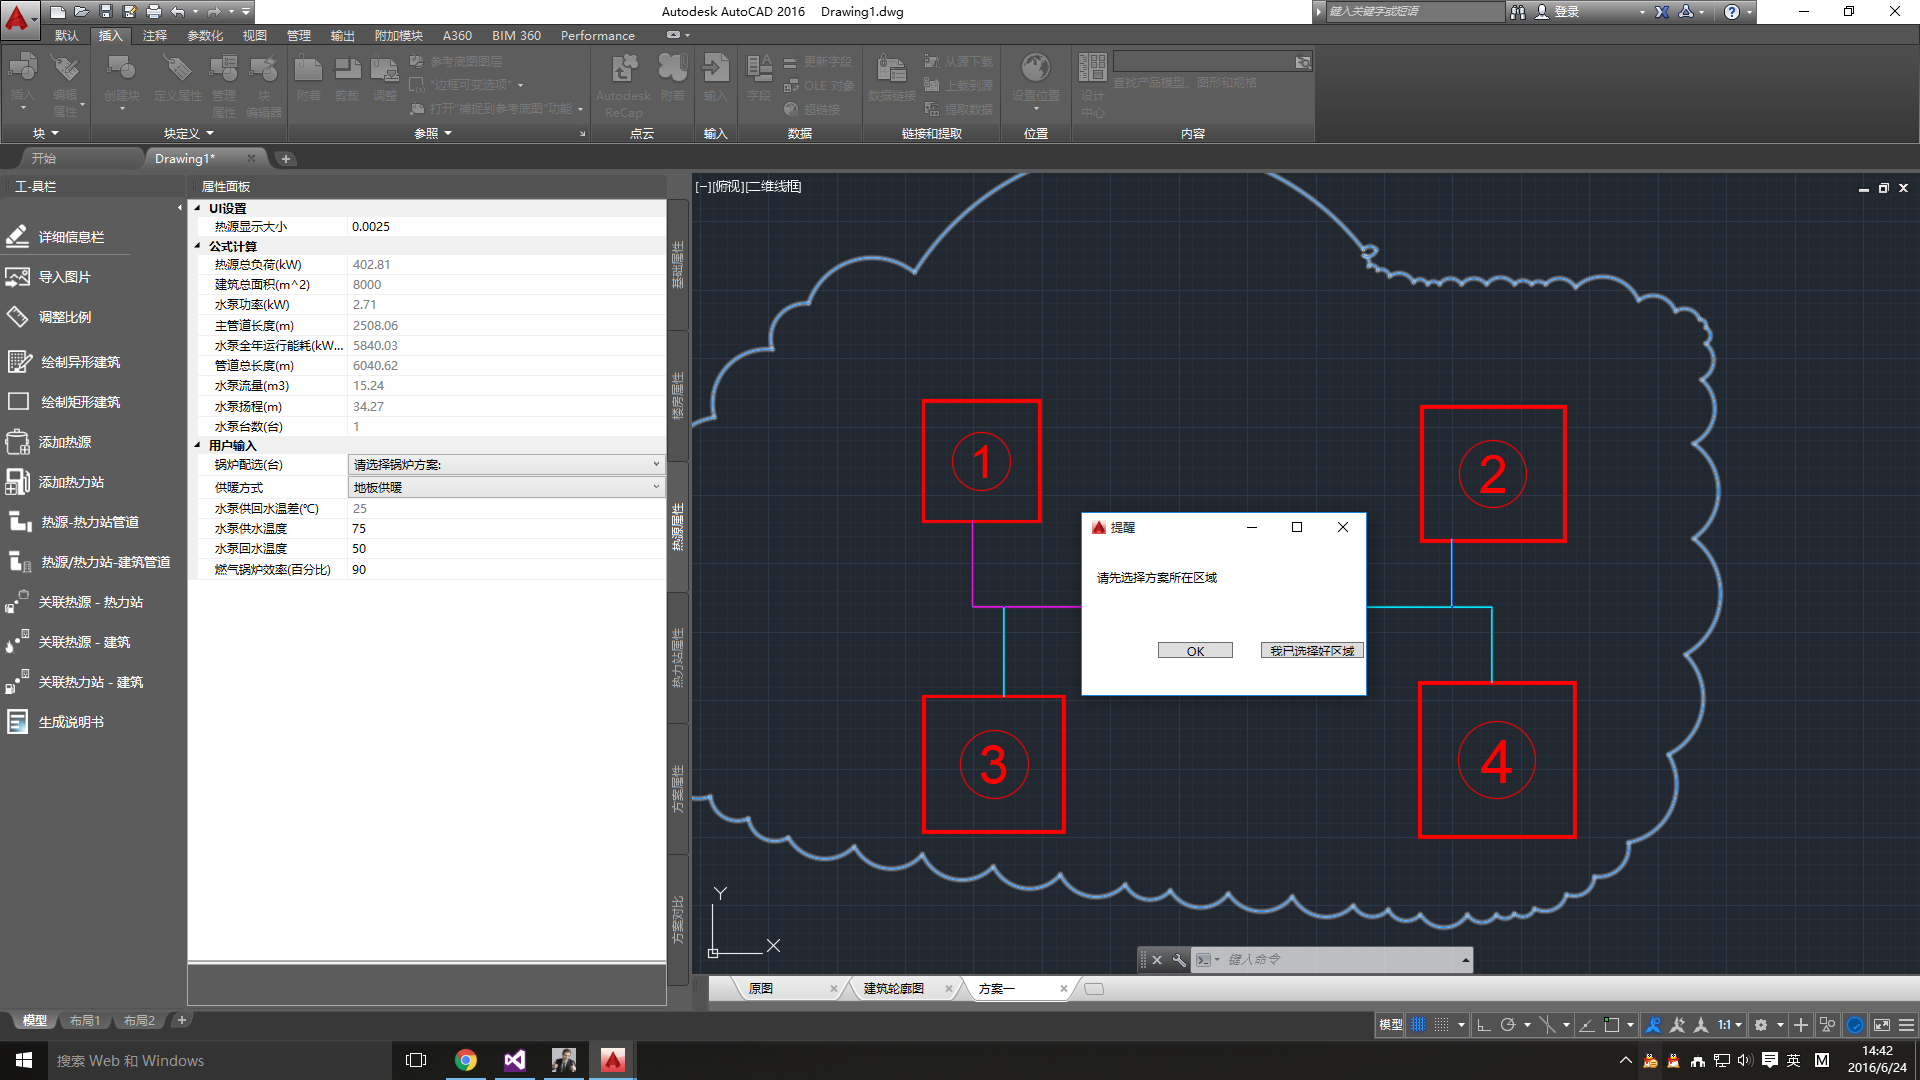 Autodesk AutoCAD 2016 Drawing1.dwg
键入关键字或短语
登录
默认 插入 注释 参数化 视图 管理 输出 附加模块 A360 BIM 360 Performance
插入
编辑
属性
创建块
定义属性
管理
属性
块
编辑器
附着
剪裁
调整
参考底图图层
*边框可变选项*
打开"捕捉到参考底图"功能
Autodesk
ReCap
附着
输入
字段
更新字段
OLE 对象
超链接
数据链接
从源下载
上载到源
提取数据
设置位置
设计
中心
查找产品模型、图形和规格
块 块定义 参照 点云 输入 数据 链接和提取 位置 内容
开始 Drawing1*
工具栏
详细信息栏
导入图片
调整比例
绘制异形建筑
绘制矩形建筑
添加热源
添加热力站
热源-热力站管道
热源/热力站-建筑管道
关联热源 - 热力站
关联热源 - 建筑
关联热力站 - 建筑
生成说明书
属性面板
UI设置
热源显示大小 0.0025
公式计算
热源总负荷(kW) 402.81
建筑总面积(m^2) 8000
水泵功率(kW) 2.71
主管道长度(m) 2508.06
水泵全年运行能耗(kW... 5840.03
管道总长度(m) 6040.62
水泵流量(m3) 15.24
水泵扬程(m) 34.27
水泵台数(台) 1
用户输入
锅炉配选(台) 请选择锅炉方案:
供暖方式 地板供暖
水泵供回水温差(℃) 25
水泵供水温度 75
水泵回水温度 50
燃气锅炉效率(百分比) 90
基础属性
楼房属性
热源属性
热力站属性
方案属性
方案对比
[−][俯视][二维线框]
1
2
3
4
提醒
请先选择方案所在区域
OK 我已选择好区域
Y
X
键入命令
原图 建筑轮廓图 方案一
模型 布局1 布局2
模型 1:1
搜索 Web 和 Windows
英 M
14:42
2016/6/24